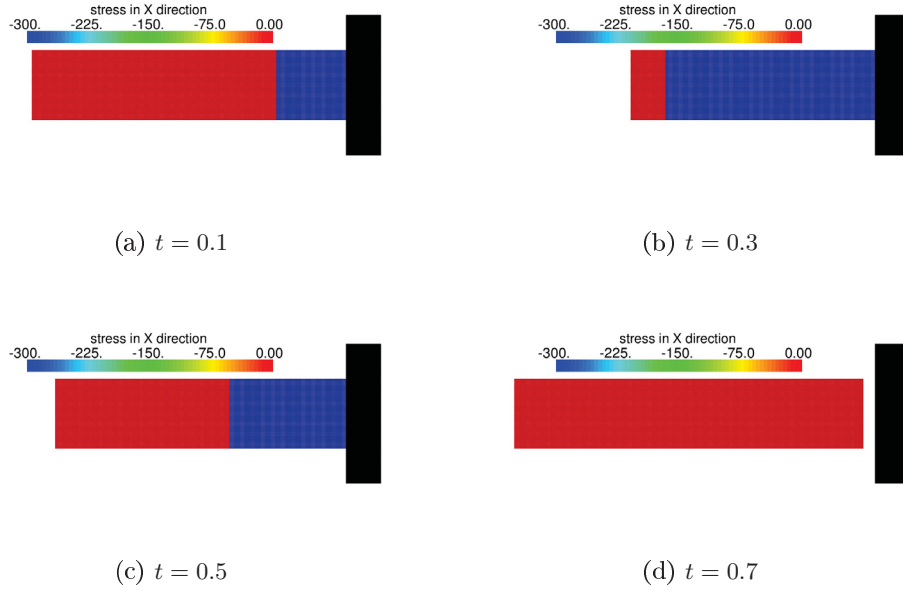 stress in X direction
-300. -225. -150. -75.0 0.00
(a) t = 0.1
stress in X direction
-300. -225. -150. -75.0 0.00
(b) t = 0.3
stress in X direction
-300. -225. -150. -75.0 0.00
(c) t = 0.5
stress in X direction
-300. -225. -150. -75.0 0.00
(d) t = 0.7